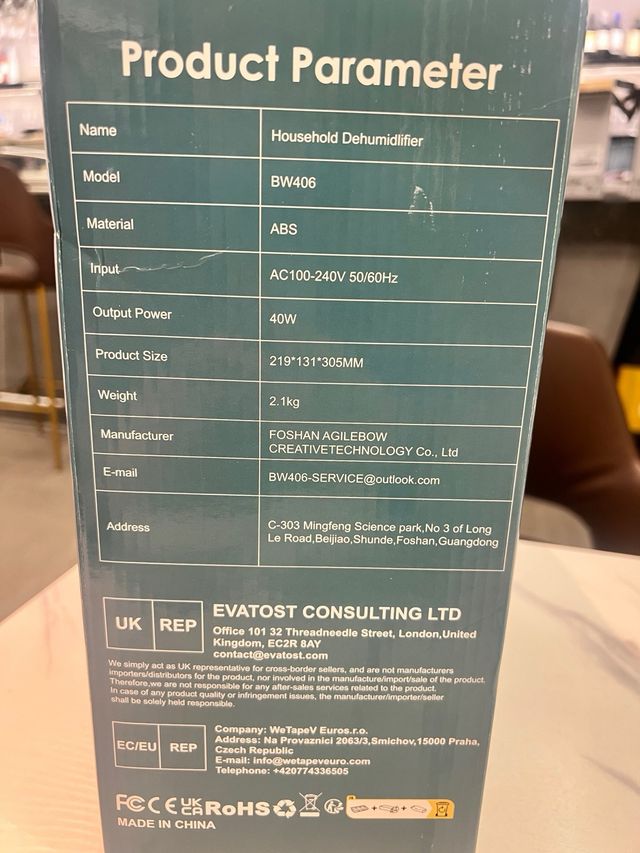 Product Parameter
Name Household Dehumidlifier
Model BW406
Material ABS
Input AC100-240V 50/60Hz
Output Power 40W
Product Size 219*131*305MM
Weight 2.1kg
Manufacturer FOSHAN AGILEBOW
CREATIVETECHNOLOGY Co., Ltd
E-mail BW406-SERVICE@outlook.com
Address C-303 Mingfeng Science park,No 3 of Long
Le Road,Beijiao,Shunde,Foshan,Guangdong
UK REP EVATOST CONSULTING LTD
Office 101 32 Threadneedle Street, London,United
Kingdom, EC2R 8AY
contact@evatost.com
We simply act as UK representative for cross-border sellers, and are not manufacturers
importers/distributors for the product, nor involved in the manufacture/import/sale of the product.
Therefore,we are not responsible for any after-sales services related to the product.
In case of any product quality or infringement issues, the manufacturer/importer/seller
shall be solely held responsible.
EC/EU REP Company: WeTapeV Euros.r.o.
Address: Na Provaznici 2063/3,Smichov,15000 Praha,
Czech Republic
E-mail: info@wetapeveuro.com
Telephone: +420774336505
FC CE UKCA RoHS
MADE IN CHINA